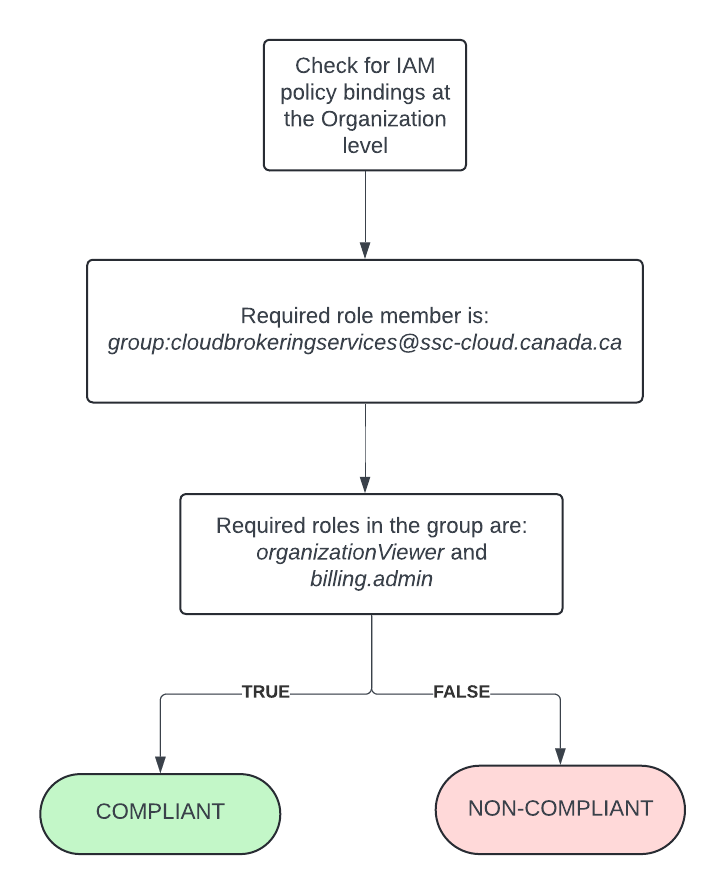 Check for IAM
policy bindings at
the Organization
level
Required role member is:
group:cloudbrokeringservices@ssc-cloud.canada.ca
Required roles in the group are:
organizationViewer and
billing.admin
TRUE
FALSE
COMPLIANT
NON-COMPLIANT